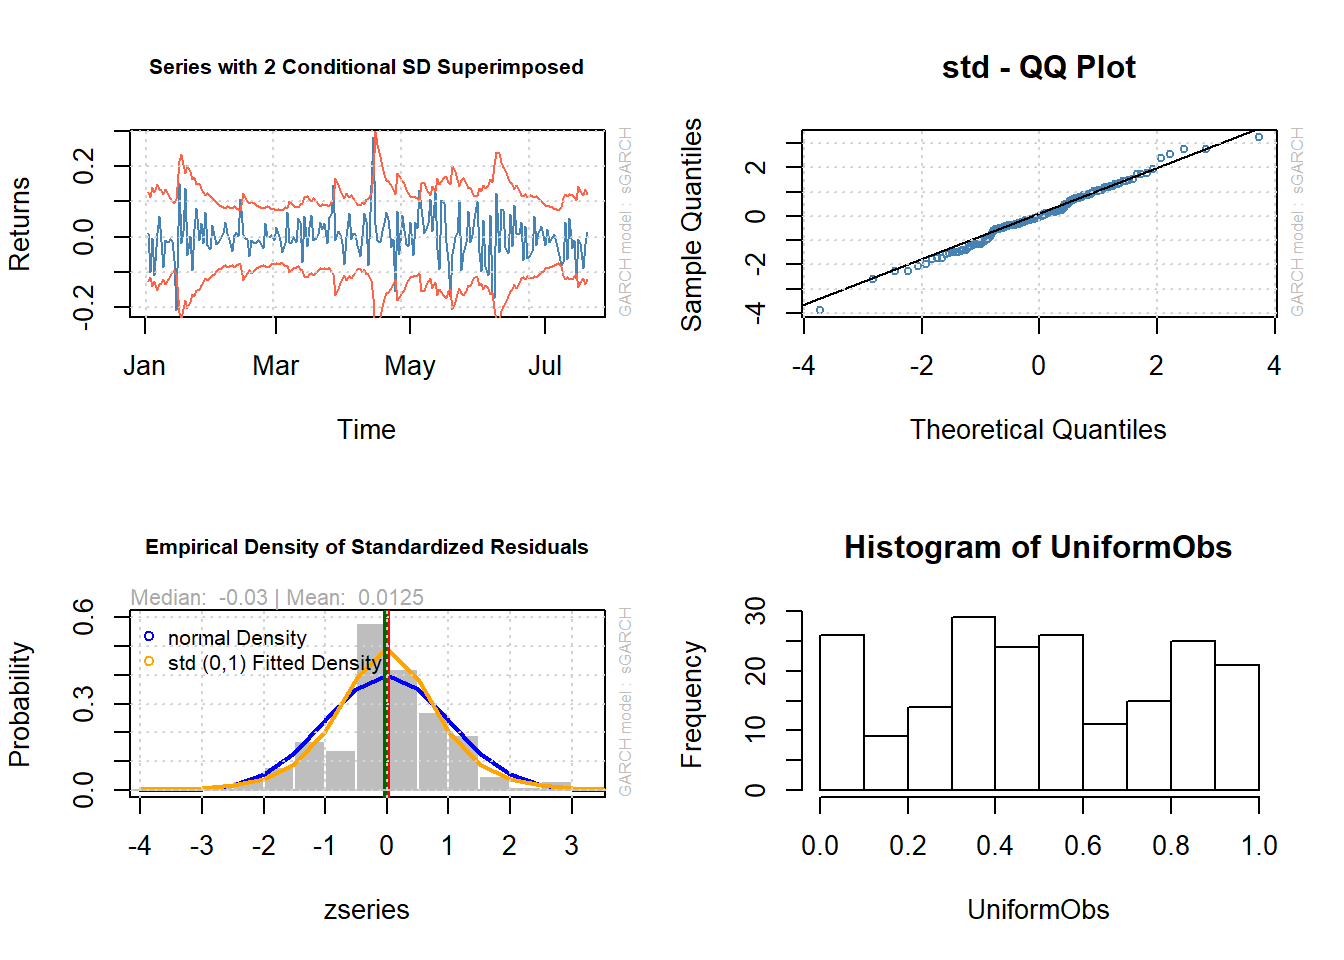 Series with 2 Conditional SD Superimposed
Returns
-0.2 0.0 0.2
Jan Mar May Jul
Time
GARCH model : sGARCH
std - QQ Plot
Sample Quantiles
-4 -2 0 2
-4 -2 0 2 4
Theoretical Quantiles
GARCH model : sGARCH
Empirical Density of Standardized Residuals
Median: -0.03 | Mean: 0.0125
normal Density
std (0,1) Fitted Density
Probability
0.0 0.3 0.6
-4 -3 -2 -1 0 1 2 3
zseries
GARCH model : sGARCH
Histogram of UniformObs
Frequency
0 10 20 30
0.0 0.2 0.4 0.6 0.8 1.0
UniformObs